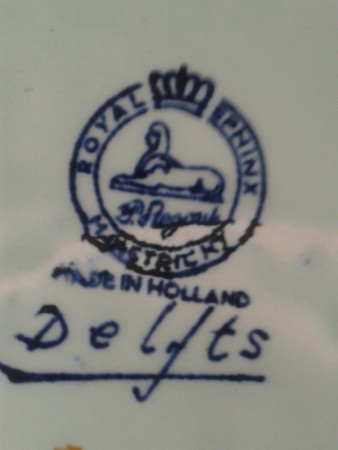 ROYAL SPHINX
P. Regout
MAASTRICHT
MADE IN HOLLAND
Delfts